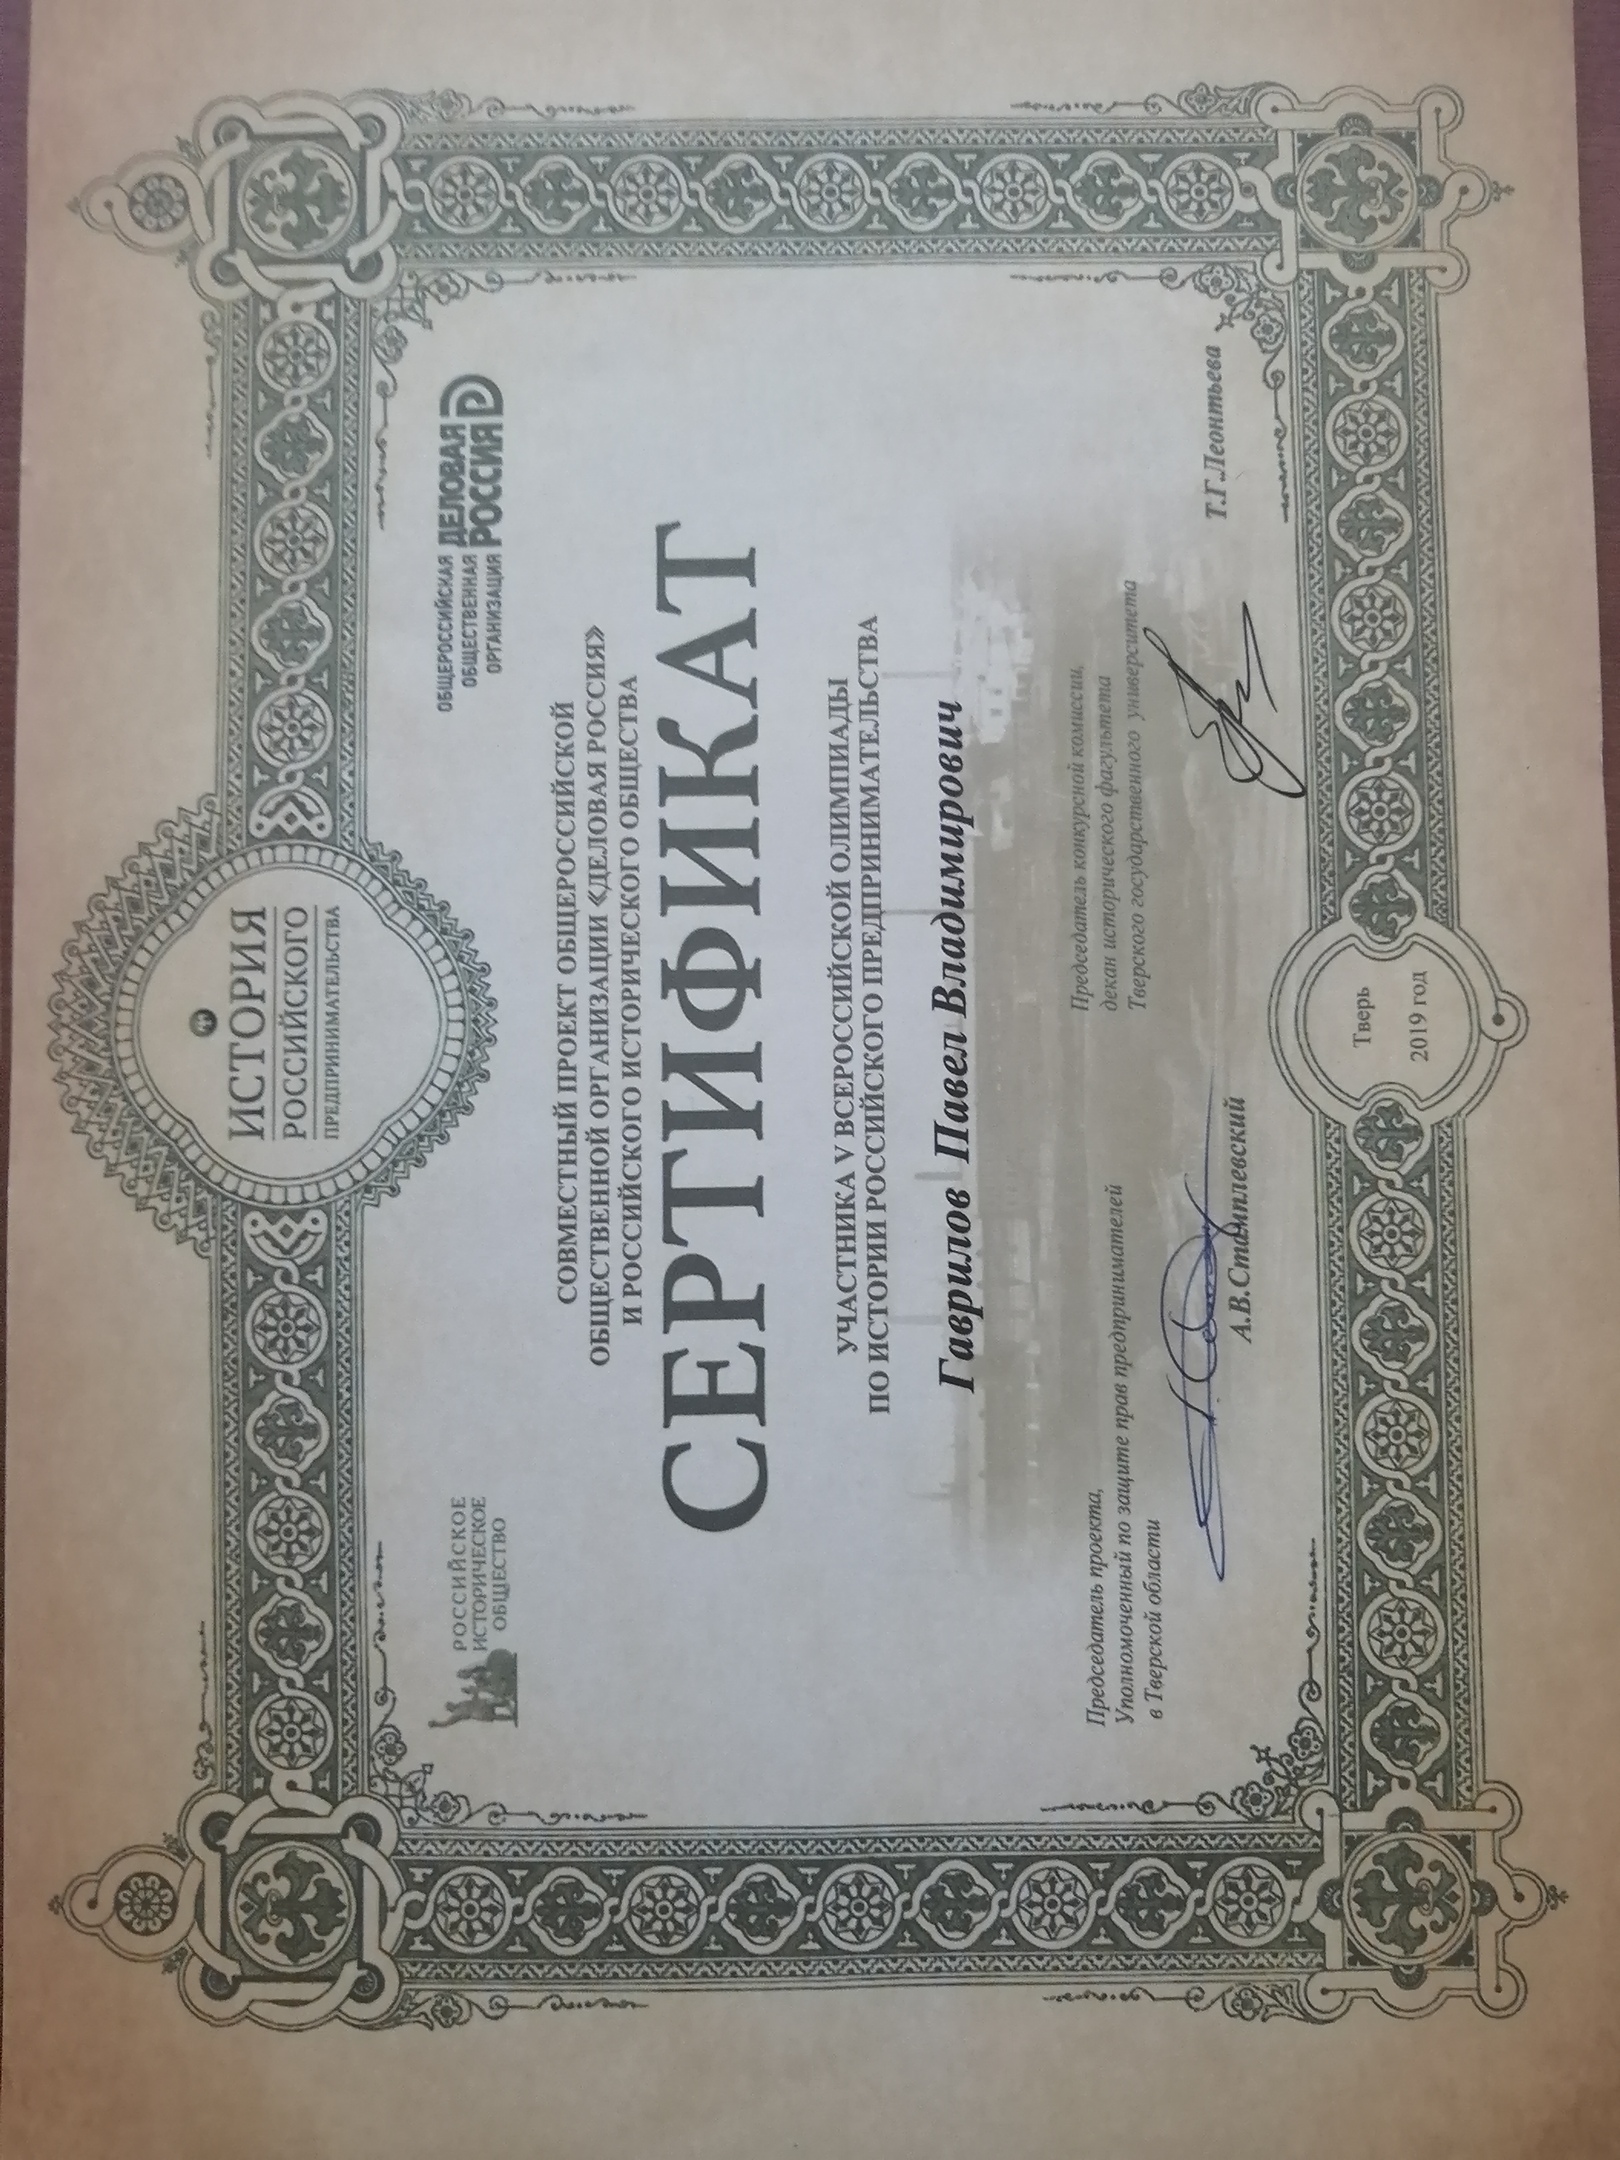 ИСТОРИЯ
РОССИЙСКОГО
ПРЕДПРИНИМАТЕЛЬСТВА
РОССИЙСКОЕ
ИСТОРИЧЕСКОЕ
ОБЩЕСТВО
ОБЩЕРОССИЙСКАЯ
ОБЩЕСТВЕННАЯ
ОРГАНИЗАЦИЯ
ДЕЛОВАЯ
РОССИЯ
СОВМЕСТНЫЙ ПРОЕКТ ОБЩЕРОССИЙСКОЙ
ОБЩЕСТВЕННОЙ ОРГАНИЗАЦИИ «ДЕЛОВАЯ РОССИЯ»
И РОССИЙСКОГО ИСТОРИЧЕСКОГО ОБЩЕСТВА
СЕРТИФИКАТ
УЧАСТНИКА V ВСЕРОССИЙСКОЙ ОЛИМПИАДЫ
ПО ИСТОРИИ РОССИЙСКОГО ПРЕДПРИНИМАТЕЛЬСТВА
Гаврилов Павел Владимирович
Председатель проекта,
Уполномоченный по защите прав предпринимателей
в Тверской области
А.В.Стамплевский
Председатель конкурсной комиссии,
декан исторического фагультета
Тверского государственного университета
Т.Г.Леонтьева
Тверь
2019 год